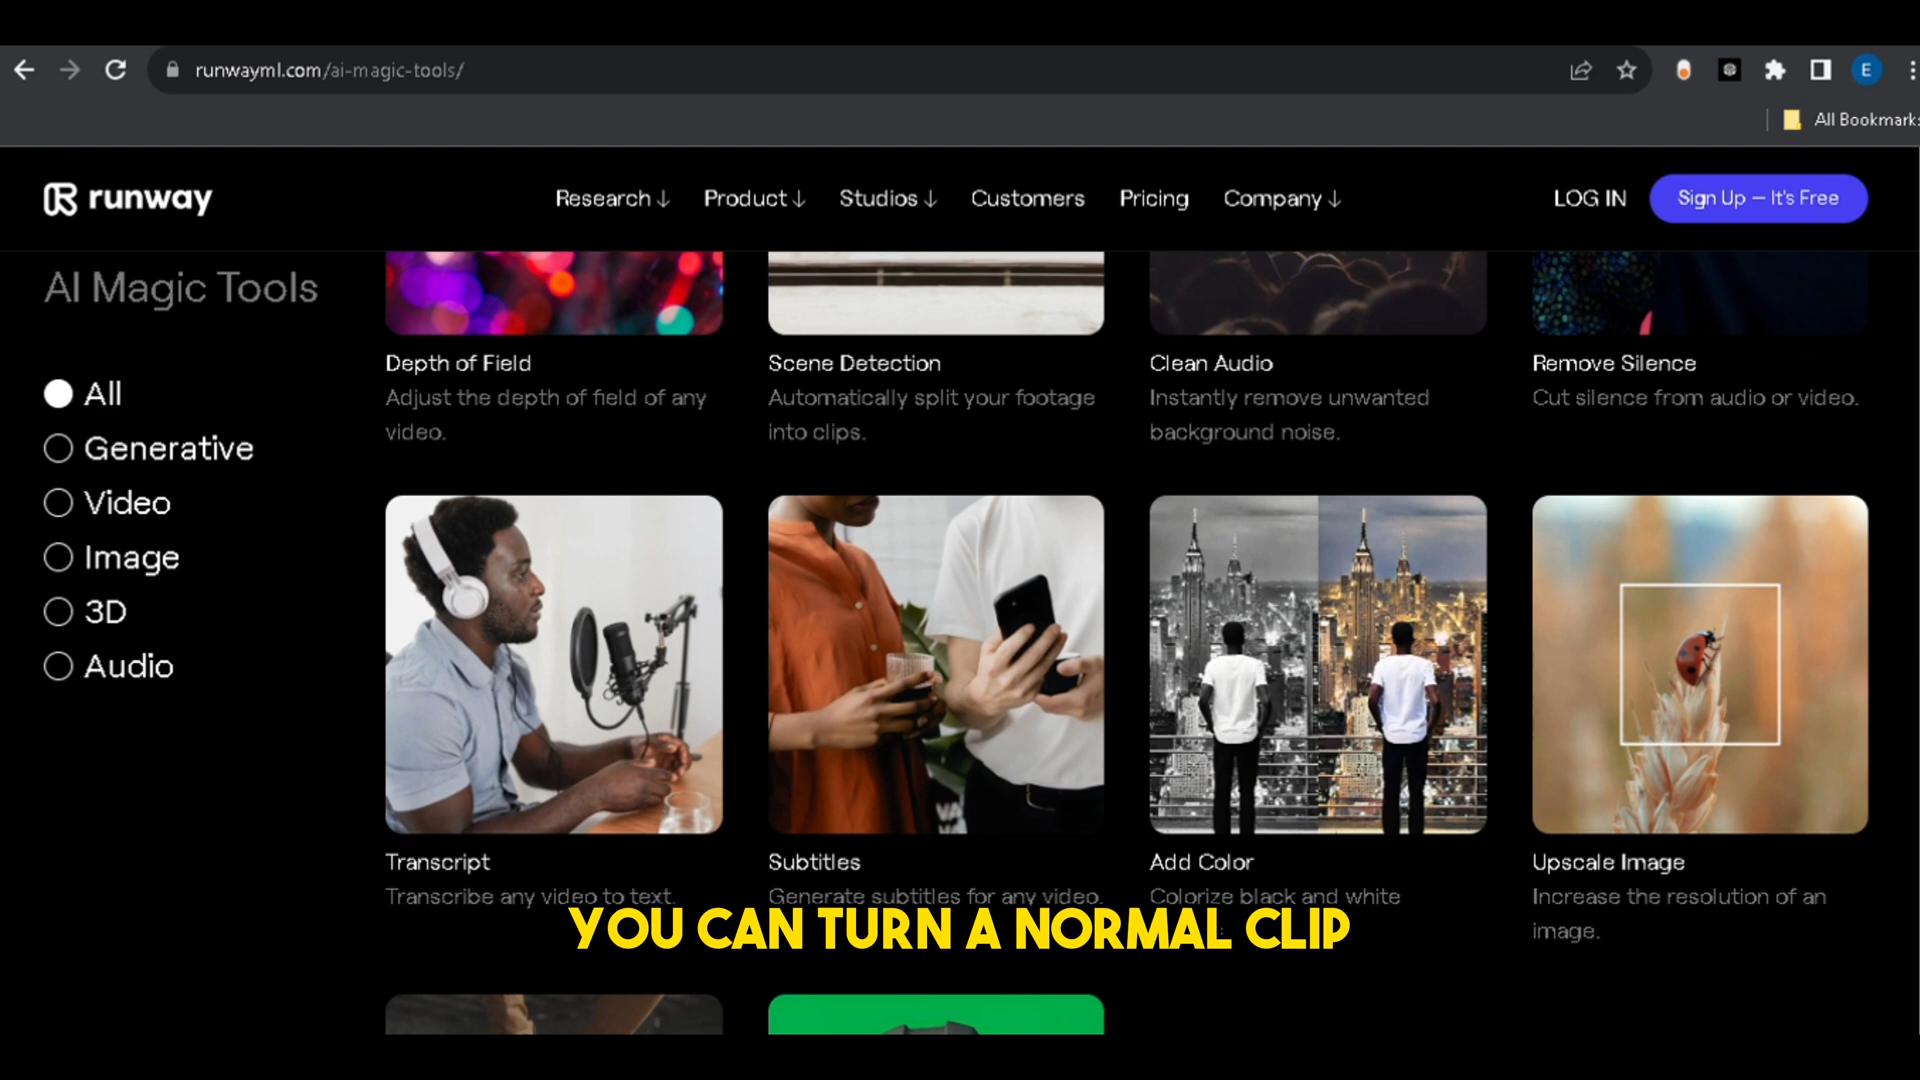 runwayml.com/ai-magic-tools/
E
All Bookmarks
runway
Research ↓ Product ↓ Studios ↓ Customers Pricing Company ↓
LOG IN
Sign Up – It's Free
AI Magic Tools
All
Generative
Video
Image
3D
Audio
Depth of Field
Adjust the depth of field of any
video.
Scene Detection
Automatically split your footage
into clips.
Clean Audio
Instantly remove unwanted
background noise.
Remove Silence
Cut silence from audio or video.
Transcript
Transcribe any video to text.
Subtitles
Generate subtitles for any video.
Add Color
Colorize black and white
Upscale Image
Increase the resolution of an
image.
YOU CAN TURN A NORMAL CLIP